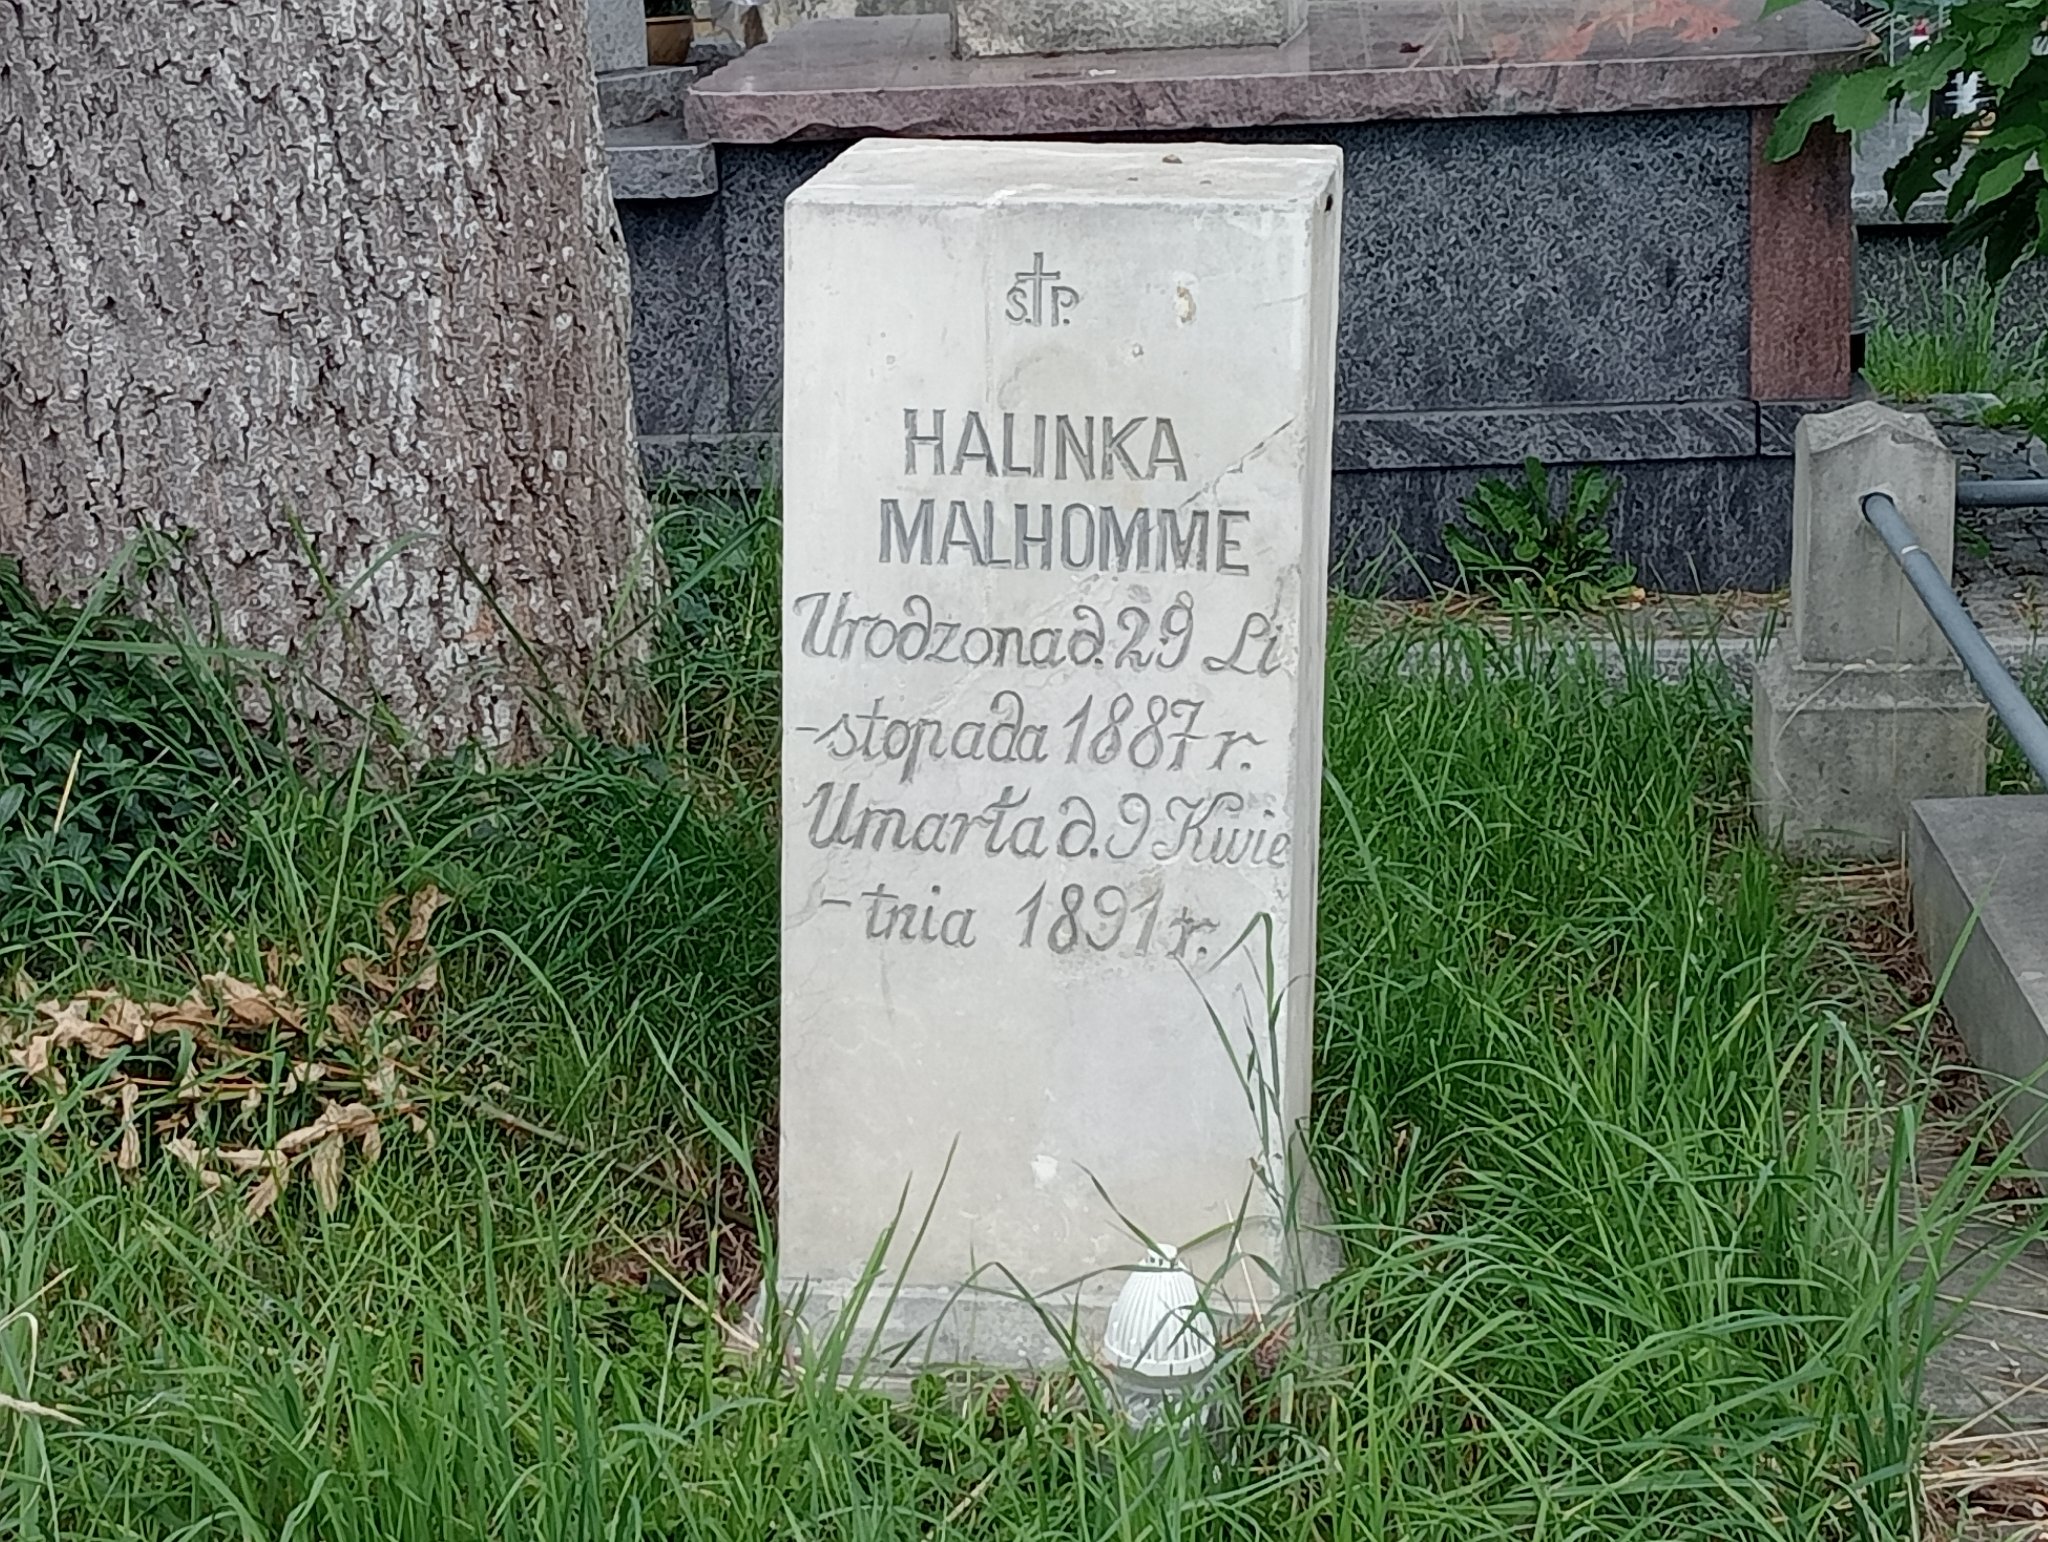 Ś.P.
HALINKA
MALHOMME
Urodzona d. 29 Li
-stopada 1887 r.
Umarła d. 9 Kwie
-tnia 1891 r.